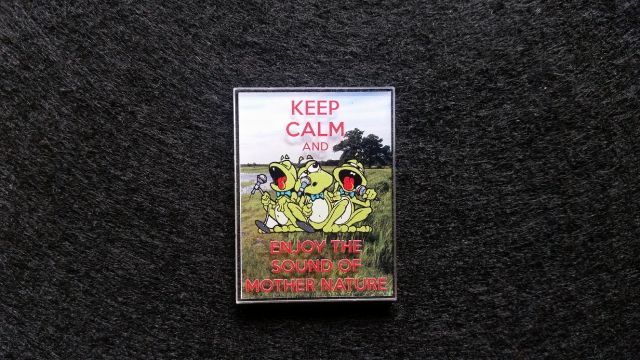 KEEP
CALM
AND
ENJOY THE
SOUND OF
MOTHER NATURE